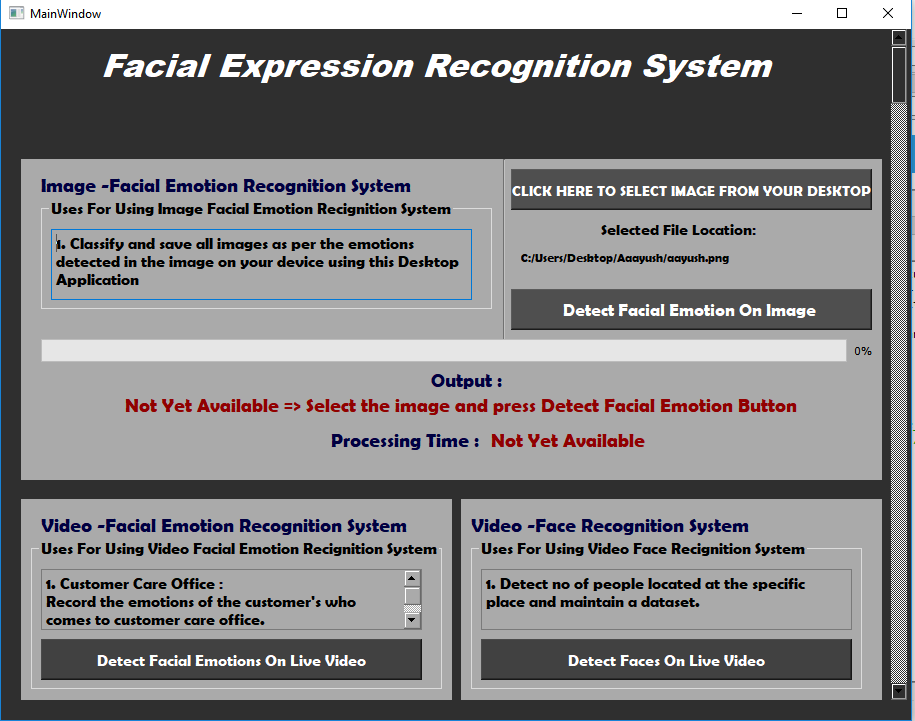 MainWindow
Facial Expression Recognition System
Image -Facial Emotion Recognition System
Uses For Using Image Facial Emotion Recignition System
1. Classify and save all images as per the emotions
detected in the image on your device using this Desktop
Application
CLICK HERE TO SELECT IMAGE FROM YOUR DESKTOP
Selected File Location:
C:/Users/Desktop/Aaayush/aayush.png
Detect Facial Emotion On Image
0%
Output :
Not Yet Available => Select the image and press Detect Facial Emotion Button
Processing Time : Not Yet Available
Video -Facial Emotion Recognition System
Uses For Using Video Facial Emotion Recignition System
1. Customer Care Office :
Record the emotions of the customer's who
comes to customer care office.
Detect Facial Emotions On Live Video
Video -Face Recognition System
Uses For Using Video Face Recignition System
1. Detect no of people located at the specific
place and maintain a dataset.
Detect Faces On Live Video